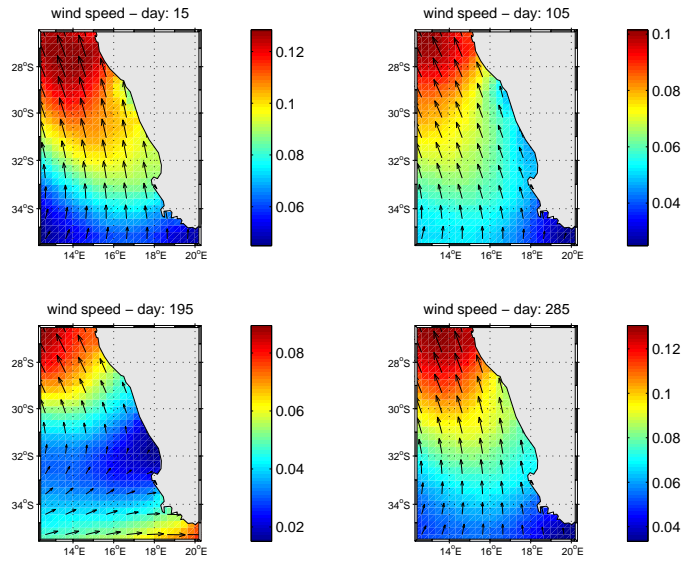 wind speed − day: 15
28°S
30°S
32°S
34°S
14°E
16°E
18°E
20°E
0.12
0.1
0.08
0.06
wind speed − day: 105
28°S
30°S
32°S
34°S
14°E
16°E
18°E
20°E
0.1
0.08
0.06
0.04
wind speed − day: 195
28°S
30°S
32°S
34°S
14°E
16°E
18°E
20°E
0.08
0.06
0.04
0.02
wind speed − day: 285
28°S
30°S
32°S
34°S
14°E
16°E
18°E
20°E
0.12
0.1
0.08
0.06
0.04